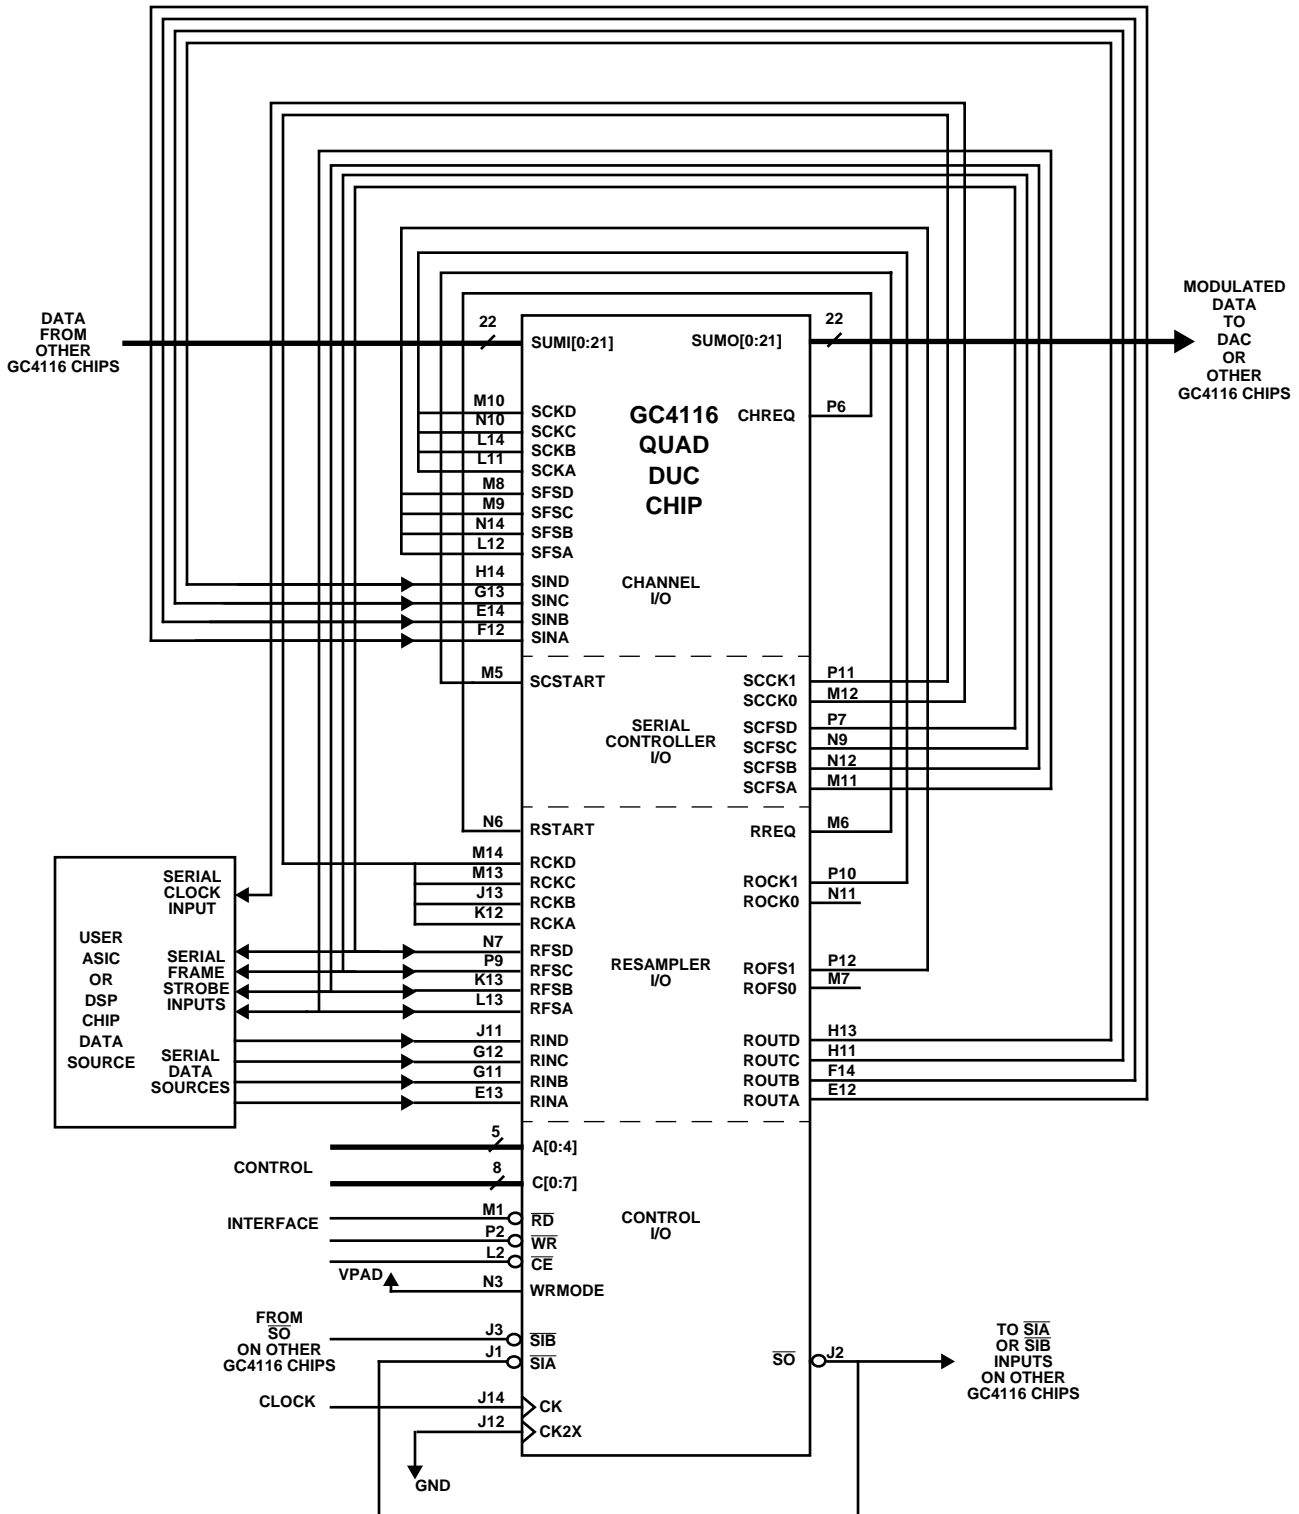 DATA
FROM
OTHER
GC4116 CHIPS
22
SUMI[0:21]
SUMO[0:21]
22
MODULATED
DATA
TO
DAC
OR
OTHER
GC4116 CHIPS
GC4116
QUAD
DUC
CHIP
M10
SCKD
N10
SCKC
L14
SCKB
L11
SCKA
M8
SFSD
M9
SFSC
N14
SFSB
L12
SFSA
H14
SIND
G13
SINC
E14
SINB
F12
SINA
CHREQ
P6
CHANNEL
I/O
M5
SCSTART
SERIAL
CONTROLLER
I/O
SCCK1
P11
SCCK0
M12
SCFSD
P7
SCFSC
N9
SCFSB
N12
SCFSA
M11
N6
RSTART
RREQ
M6
M14
RCKD
M13
RCKC
J13
RCKB
K12
RCKA
ROCK1
P10
ROCK0
N11
N7
RFSD
P9
RFSC
K13
RFSB
L13
RFSA
RESAMPLER
I/O
ROFS1
P12
ROFS0
M7
J11
RIND
G12
RINC
G11
RINB
E13
RINA
ROUTD
H13
ROUTC
H11
ROUTB
F14
ROUTA
E12
USER
ASIC
OR
DSP
CHIP
DATA
SOURCE
SERIAL
CLOCK
INPUT
SERIAL
FRAME
STROBE
INPUTS
SERIAL
DATA
SOURCES
CONTROL
INTERFACE
5
A[0:4]
8
C[0:7]
M1
RD
P2
WR
L2
CE
VPAD
N3
WRMODE
CONTROL
I/O
FROM
SO
ON OTHER
GC4116 CHIPS
J3
SIB
J1
SIA
SO
J2
TO SIA
OR SIB
INPUTS
ON OTHER
GC4116 CHIPS
CLOCK
J14
CK
J12
CK2X
GND